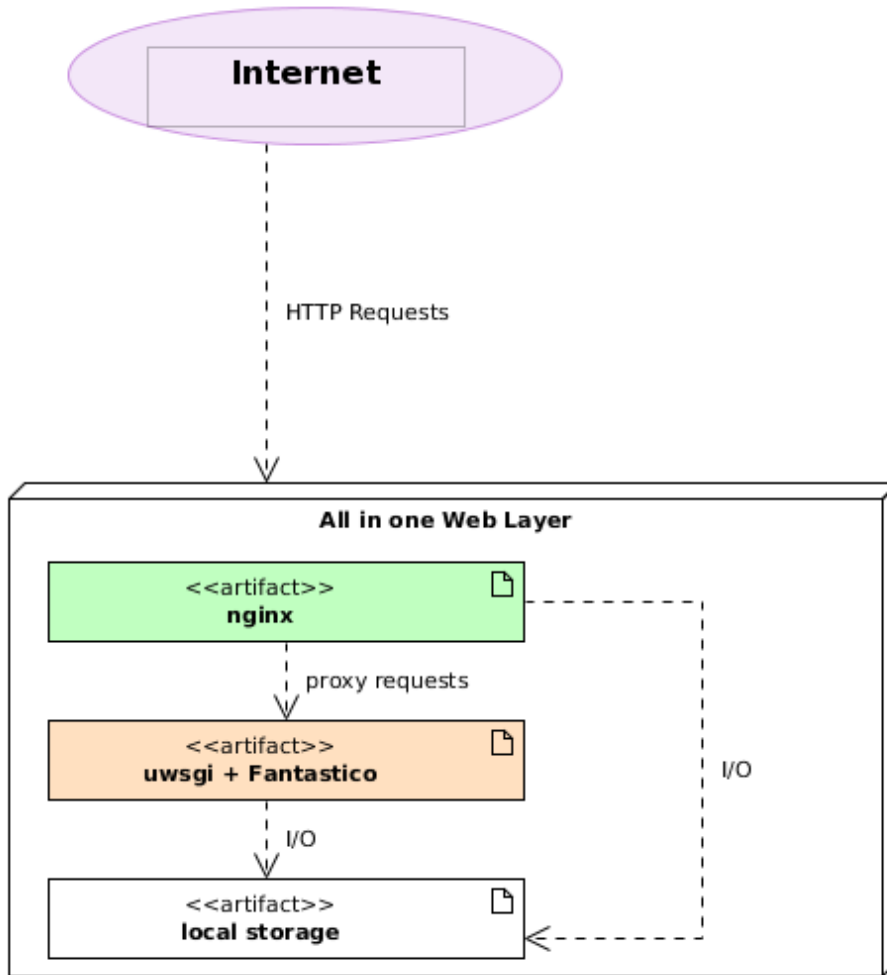 Internet
HTTP Requests
All in one Web Layer
<<artifact>>
nginx
proxy requests
<<artifact>>
uwsgi + Fantastico
I/O
I/O
<<artifact>>
local storage